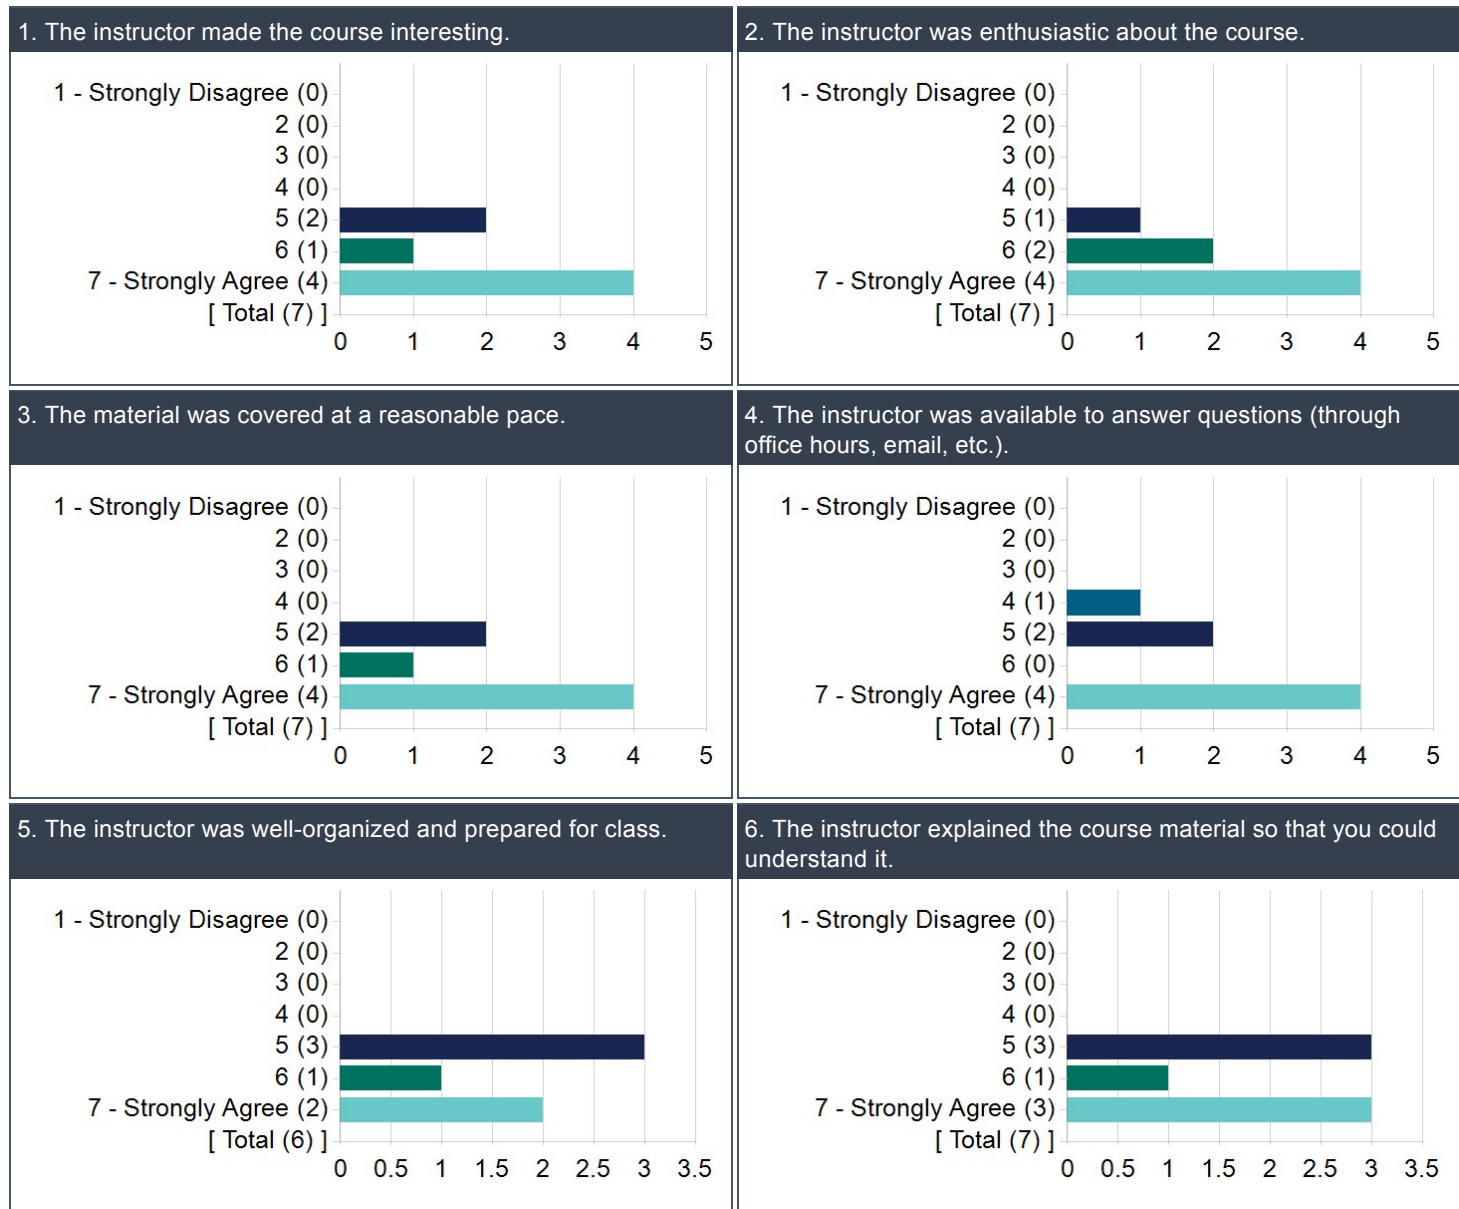 1. The instructor made the course interesting.
1 - Strongly Disagree (0)
2 (0)
3 (0)
4 (0)
5 (2)
6 (1)
7 - Strongly Agree (4)
[ Total (7) ]
0 1 2 3 4 5
2. The instructor was enthusiastic about the course.
1 - Strongly Disagree (0)
2 (0)
3 (0)
4 (0)
5 (1)
6 (2)
7 - Strongly Agree (4)
[ Total (7) ]
0 1 2 3 4 5
3. The material was covered at a reasonable pace.
1 - Strongly Disagree (0)
2 (0)
3 (0)
4 (0)
5 (2)
6 (1)
7 - Strongly Agree (4)
[ Total (7) ]
0 1 2 3 4 5
4. The instructor was available to answer questions (through
office hours, email, etc.).
1 - Strongly Disagree (0)
2 (0)
3 (0)
4 (1)
5 (2)
6 (0)
7 - Strongly Agree (4)
[ Total (7) ]
0 1 2 3 4 5
5. The instructor was well-organized and prepared for class.
1 - Strongly Disagree (0)
2 (0)
3 (0)
4 (0)
5 (3)
6 (1)
7 - Strongly Agree (2)
[ Total (6) ]
0 0.5 1 1.5 2 2.5 3 3.5
6. The instructor explained the course material so that you could
understand it.
1 - Strongly Disagree (0)
2 (0)
3 (0)
4 (0)
5 (3)
6 (1)
7 - Strongly Agree (3)
[ Total (7) ]
0 0.5 1 1.5 2 2.5 3 3.5